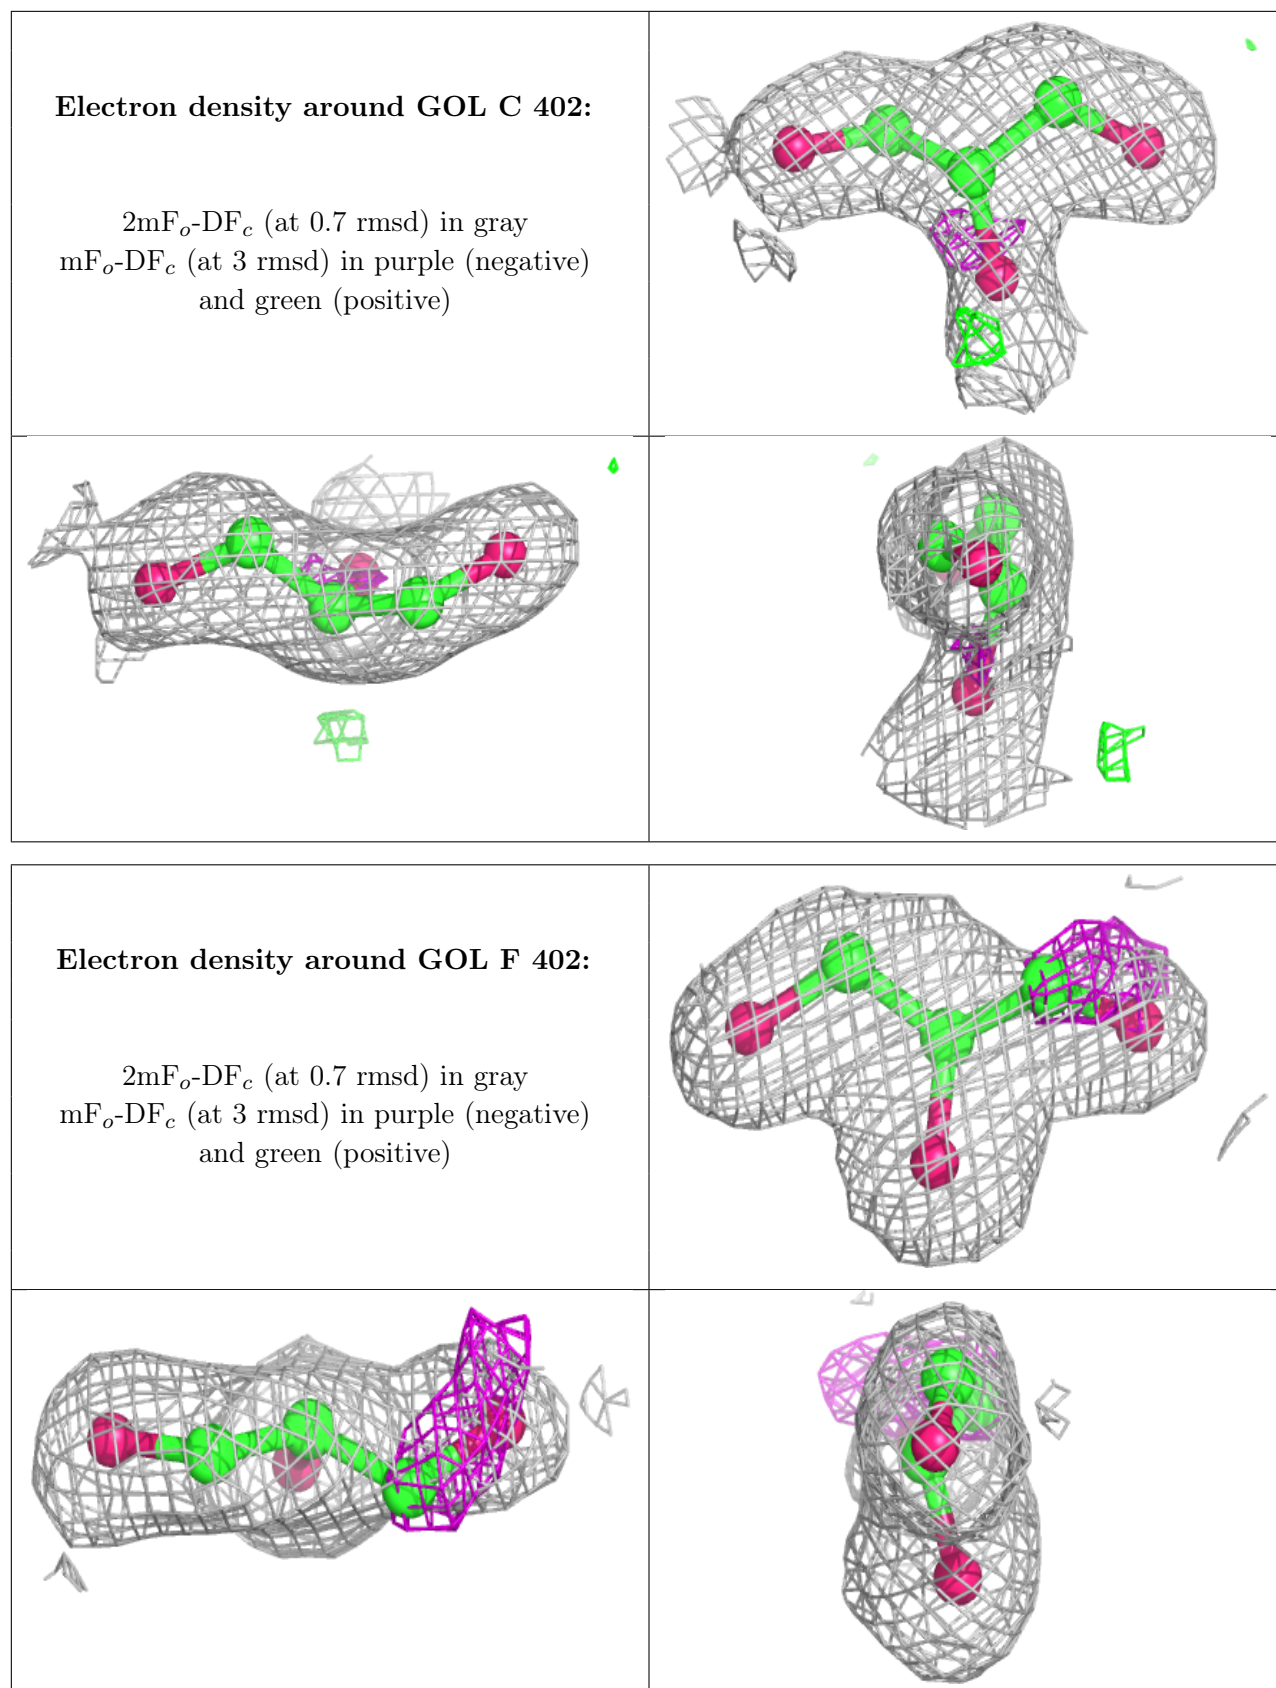 Electron density around GOL C 402:
2mFo-DFc (at 0.7 rmsd) in gray
mFo-DFc (at 3 rmsd) in purple (negative)
and green (positive)
Electron density around GOL F 402:
2mFo-DFc (at 0.7 rmsd) in gray
mFo-DFc (at 3 rmsd) in purple (negative)
and green (positive)